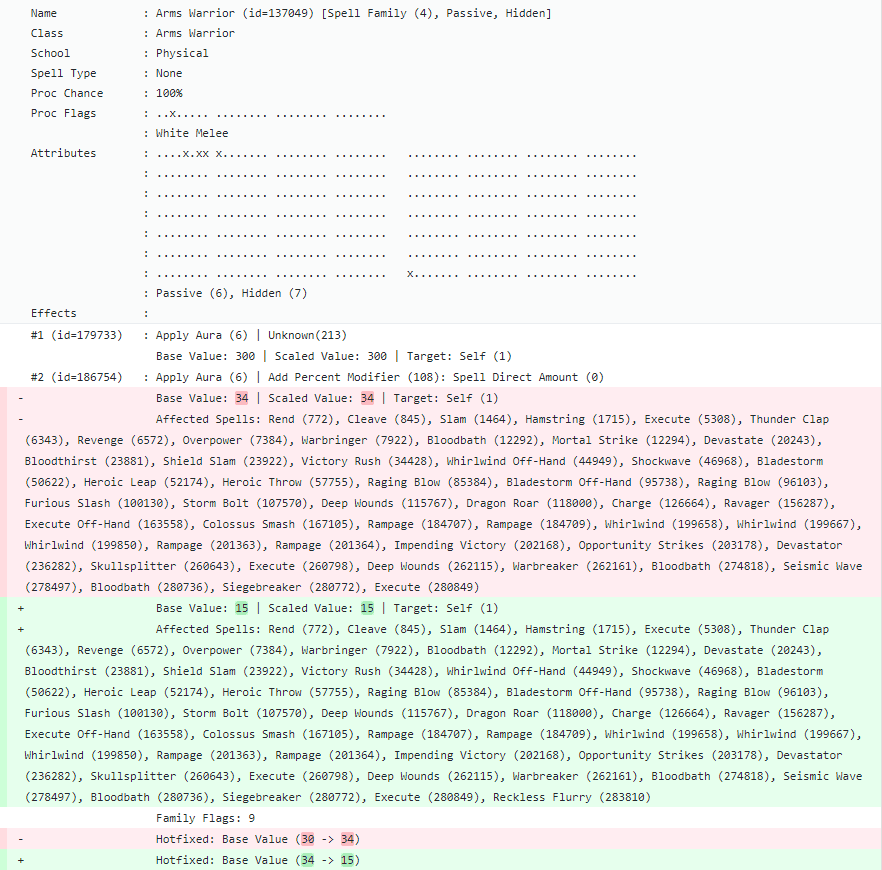 Name : Arms Warrior (id=137049) [Spell Family (4), Passive, Hidden]
Class : Arms Warrior
School : Physical
Spell Type : None
Proc Chance : 100%
Proc Flags : ..x..... ........ ........ ........
: White Melee
Attributes : ....x.xx x....... ........ ........ ........ ........ ........ ........
: ........ ........ ........ ........ ........ ........ ........ ........
: ........ ........ ........ ........ ........ ........ ........ ........
: ........ ........ ........ ........ ........ ........ ........ ........
: ........ ........ ........ ........ ........ ........ ........ ........
: ........ ........ ........ ........ ........ ........ ........ ........
: ........ ........ ........ ........ x....... ........ ........ ........
: Passive (6), Hidden (7)
Effects :
#1 (id=179733) : Apply Aura (6) | Unknown(213)
Base Value: 300 | Scaled Value: 300 | Target: Self (1)
#2 (id=186754) : Apply Aura (6) | Add Percent Modifier (108): Spell Direct Amount (0)
- Base Value: 34 | Scaled Value: 34 | Target: Self (1)
- Affected Spells: Rend (772), Cleave (845), Slam (1464), Hamstring (1715), Execute (5308), Thunder Clap
(6343), Revenge (6572), Overpower (7384), Warbringer (7922), Bloodbath (12292), Mortal Strike (12294), Devastate (20243),
Bloodthirst (23881), Shield Slam (23922), Victory Rush (34428), Whirlwind Off-Hand (44949), Shockwave (46968), Bladestorm
(50622), Heroic Leap (52174), Heroic Throw (57755), Raging Blow (85384), Bladestorm Off-Hand (95738), Raging Blow (96103),
Furious Slash (100130), Storm Bolt (107570), Deep Wounds (115767), Dragon Roar (118000), Charge (126664), Ravager (156287),
Execute Off-Hand (163558), Colossus Smash (167105), Rampage (184707), Rampage (184709), Whirlwind (199658), Whirlwind (199667),
Whirlwind (199850), Rampage (201363), Rampage (201364), Impending Victory (202168), Opportunity Strikes (203178), Devastator
(236282), Skullsplitter (260643), Execute (260798), Deep Wounds (262115), Warbreaker (262161), Bloodbath (274818), Seismic Wave
(278497), Bloodbath (280736), Siegebreaker (280772), Execute (280849)
+ Base Value: 15 | Scaled Value: 15 | Target: Self (1)
+ Affected Spells: Rend (772), Cleave (845), Slam (1464), Hamstring (1715), Execute (5308), Thunder Clap
(6343), Revenge (6572), Overpower (7384), Warbringer (7922), Bloodbath (12292), Mortal Strike (12294), Devastate (20243),
Bloodthirst (23881), Shield Slam (23922), Victory Rush (34428), Whirlwind Off-Hand (44949), Shockwave (46968), Bladestorm
(50622), Heroic Leap (52174), Heroic Throw (57755), Raging Blow (85384), Bladestorm Off-Hand (95738), Raging Blow (96103),
Furious Slash (100130), Storm Bolt (107570), Deep Wounds (115767), Dragon Roar (118000), Charge (126664), Ravager (156287),
Execute Off-Hand (163558), Colossus Smash (167105), Rampage (184707), Rampage (184709), Whirlwind (199658), Whirlwind (199667),
Whirlwind (199850), Rampage (201363), Rampage (201364), Impending Victory (202168), Opportunity Strikes (203178), Devastator
(236282), Skullsplitter (260643), Execute (260798), Deep Wounds (262115), Warbreaker (262161), Bloodbath (274818), Seismic Wave
(278497), Bloodbath (280736), Siegebreaker (280772), Execute (280849), Reckless Flurry (283810)
Family Flags: 9
- Hotfixed: Base Value (30 -> 34)
+ Hotfixed: Base Value (34 -> 15)